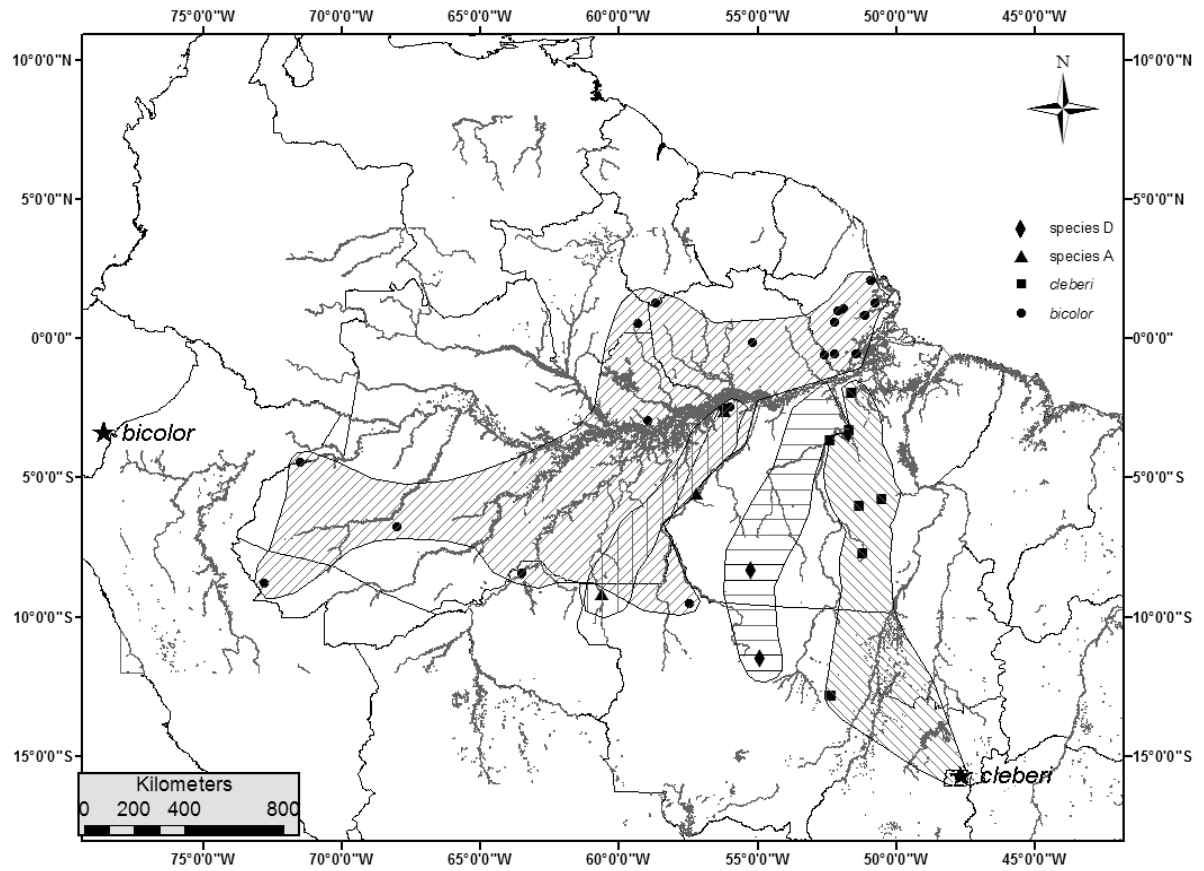 75°0'0"W 70°0'0"W 65°0'0"W 60°0'0"W 55°0'0"W 50°0'0"W 45°0'0"W
10°0'0"N 10°0'0"N
N
5°0'0"N 5°0'0"N
species D
species A
cleberi
bicolor
0°0'0" 0°0'0"
bicolor
5°0'0"S 5°0'0"S
10°0'0"S 10°0'0"S
15°0'0"S 15°0'0"S
cleberi
Kilometers
0 200 400 800
75°0'0"W 70°0'0"W 65°0'0"W 60°0'0"W 55°0'0"W 50°0'0"W 45°0'0"W